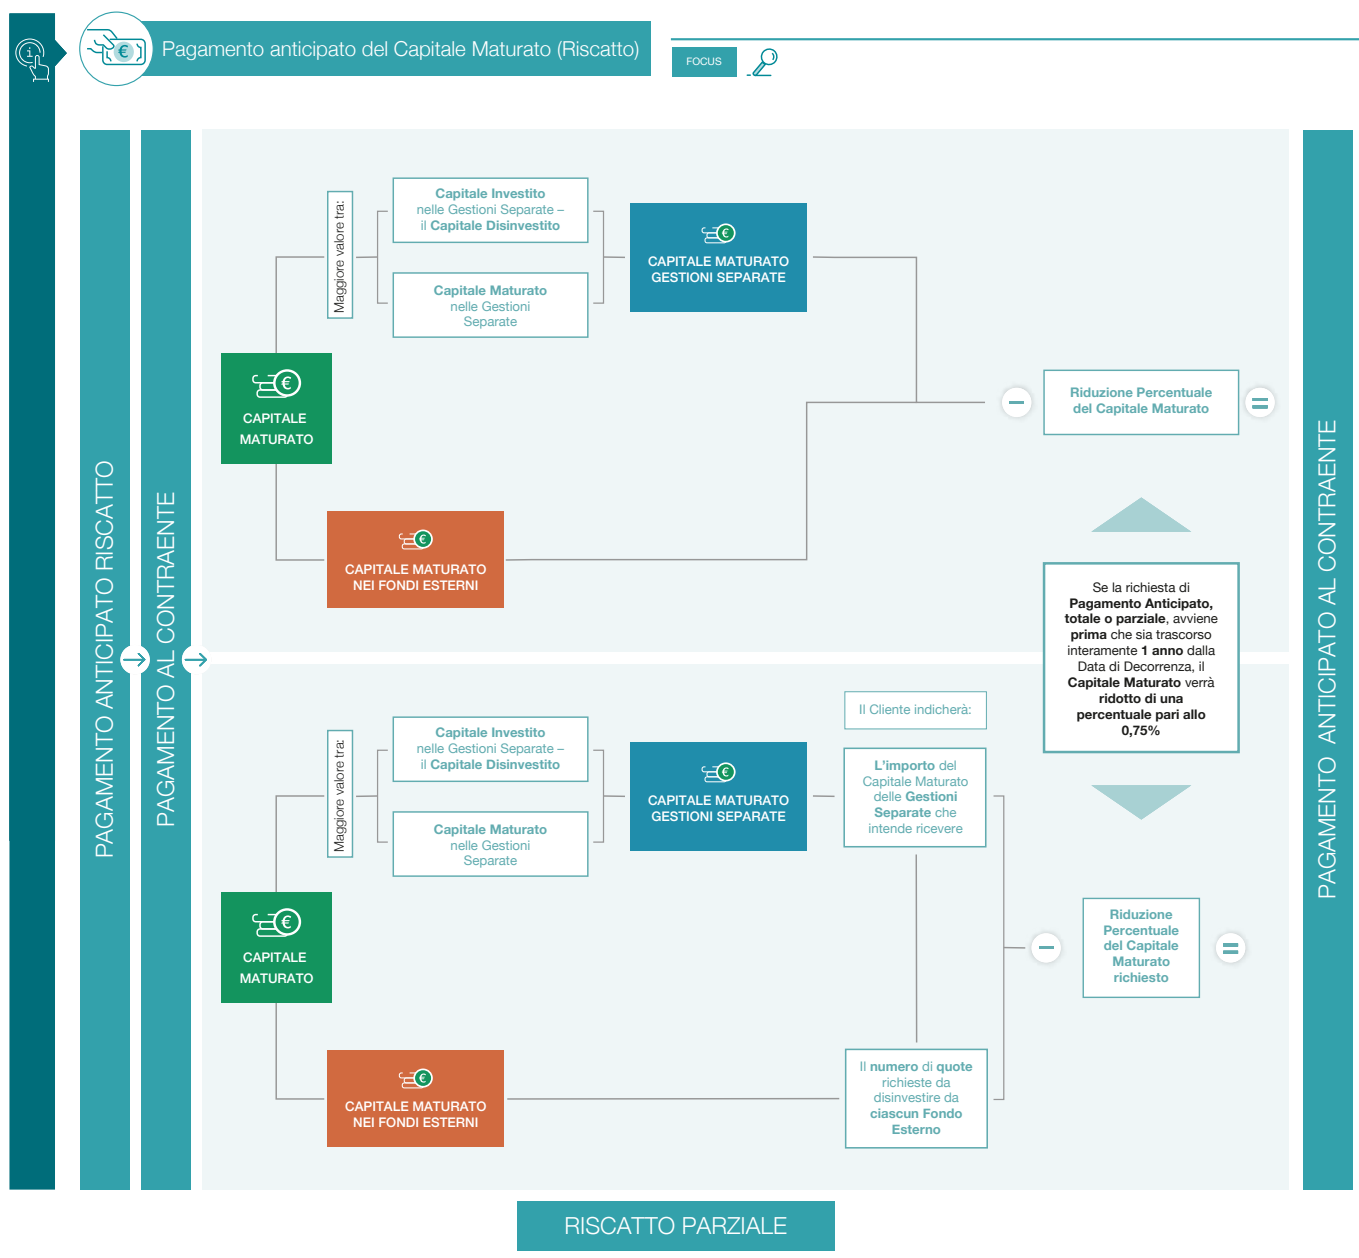 Pagamento anticipato del Capitale Maturato (Riscatto)
FOCUS
PAGAMENTO ANTICIPATO RISCATTO
PAGAMENTO AL CONTRAENTE
Maggiore valore tra:
Capitale Investito
nelle Gestioni Separate –
il Capitale Disinvestito
Capitale Maturato
nelle Gestioni
Separate
€
CAPITALE MATURATO
GESTIONI SEPARATE
€
CAPITALE
MATURATO
€
CAPITALE MATURATO
NEI FONDI ESTERNI
Riduzione Percentuale
del Capitale Maturato
Se la richiesta di
Pagamento Anticipato,
totale o parziale, avviene
prima che sia trascorso
interamente 1 anno dalla
Data di Decorrenza, il
Capitale Maturato verrà
ridotto di una
percentuale pari allo
0,75%
Maggiore valore tra:
Capitale Investito
nelle Gestioni Separate –
il Capitale Disinvestito
Capitale Maturato
nelle Gestioni
Separate
€
CAPITALE MATURATO
GESTIONI SEPARATE
Il Cliente indicherà:
L'importo del
Capitale Maturato
delle Gestioni
Separate che
intende ricevere
€
CAPITALE
MATURATO
€
CAPITALE MATURATO
NEI FONDI ESTERNI
Il numero di quote
richieste da
disinvestire da
ciascun Fondo
Esterno
Riduzione
Percentuale
del Capitale
Maturato
richiesto
PAGAMENTO ANTICIPATO AL CONTRAENTE
RISCATTO PARZIALE